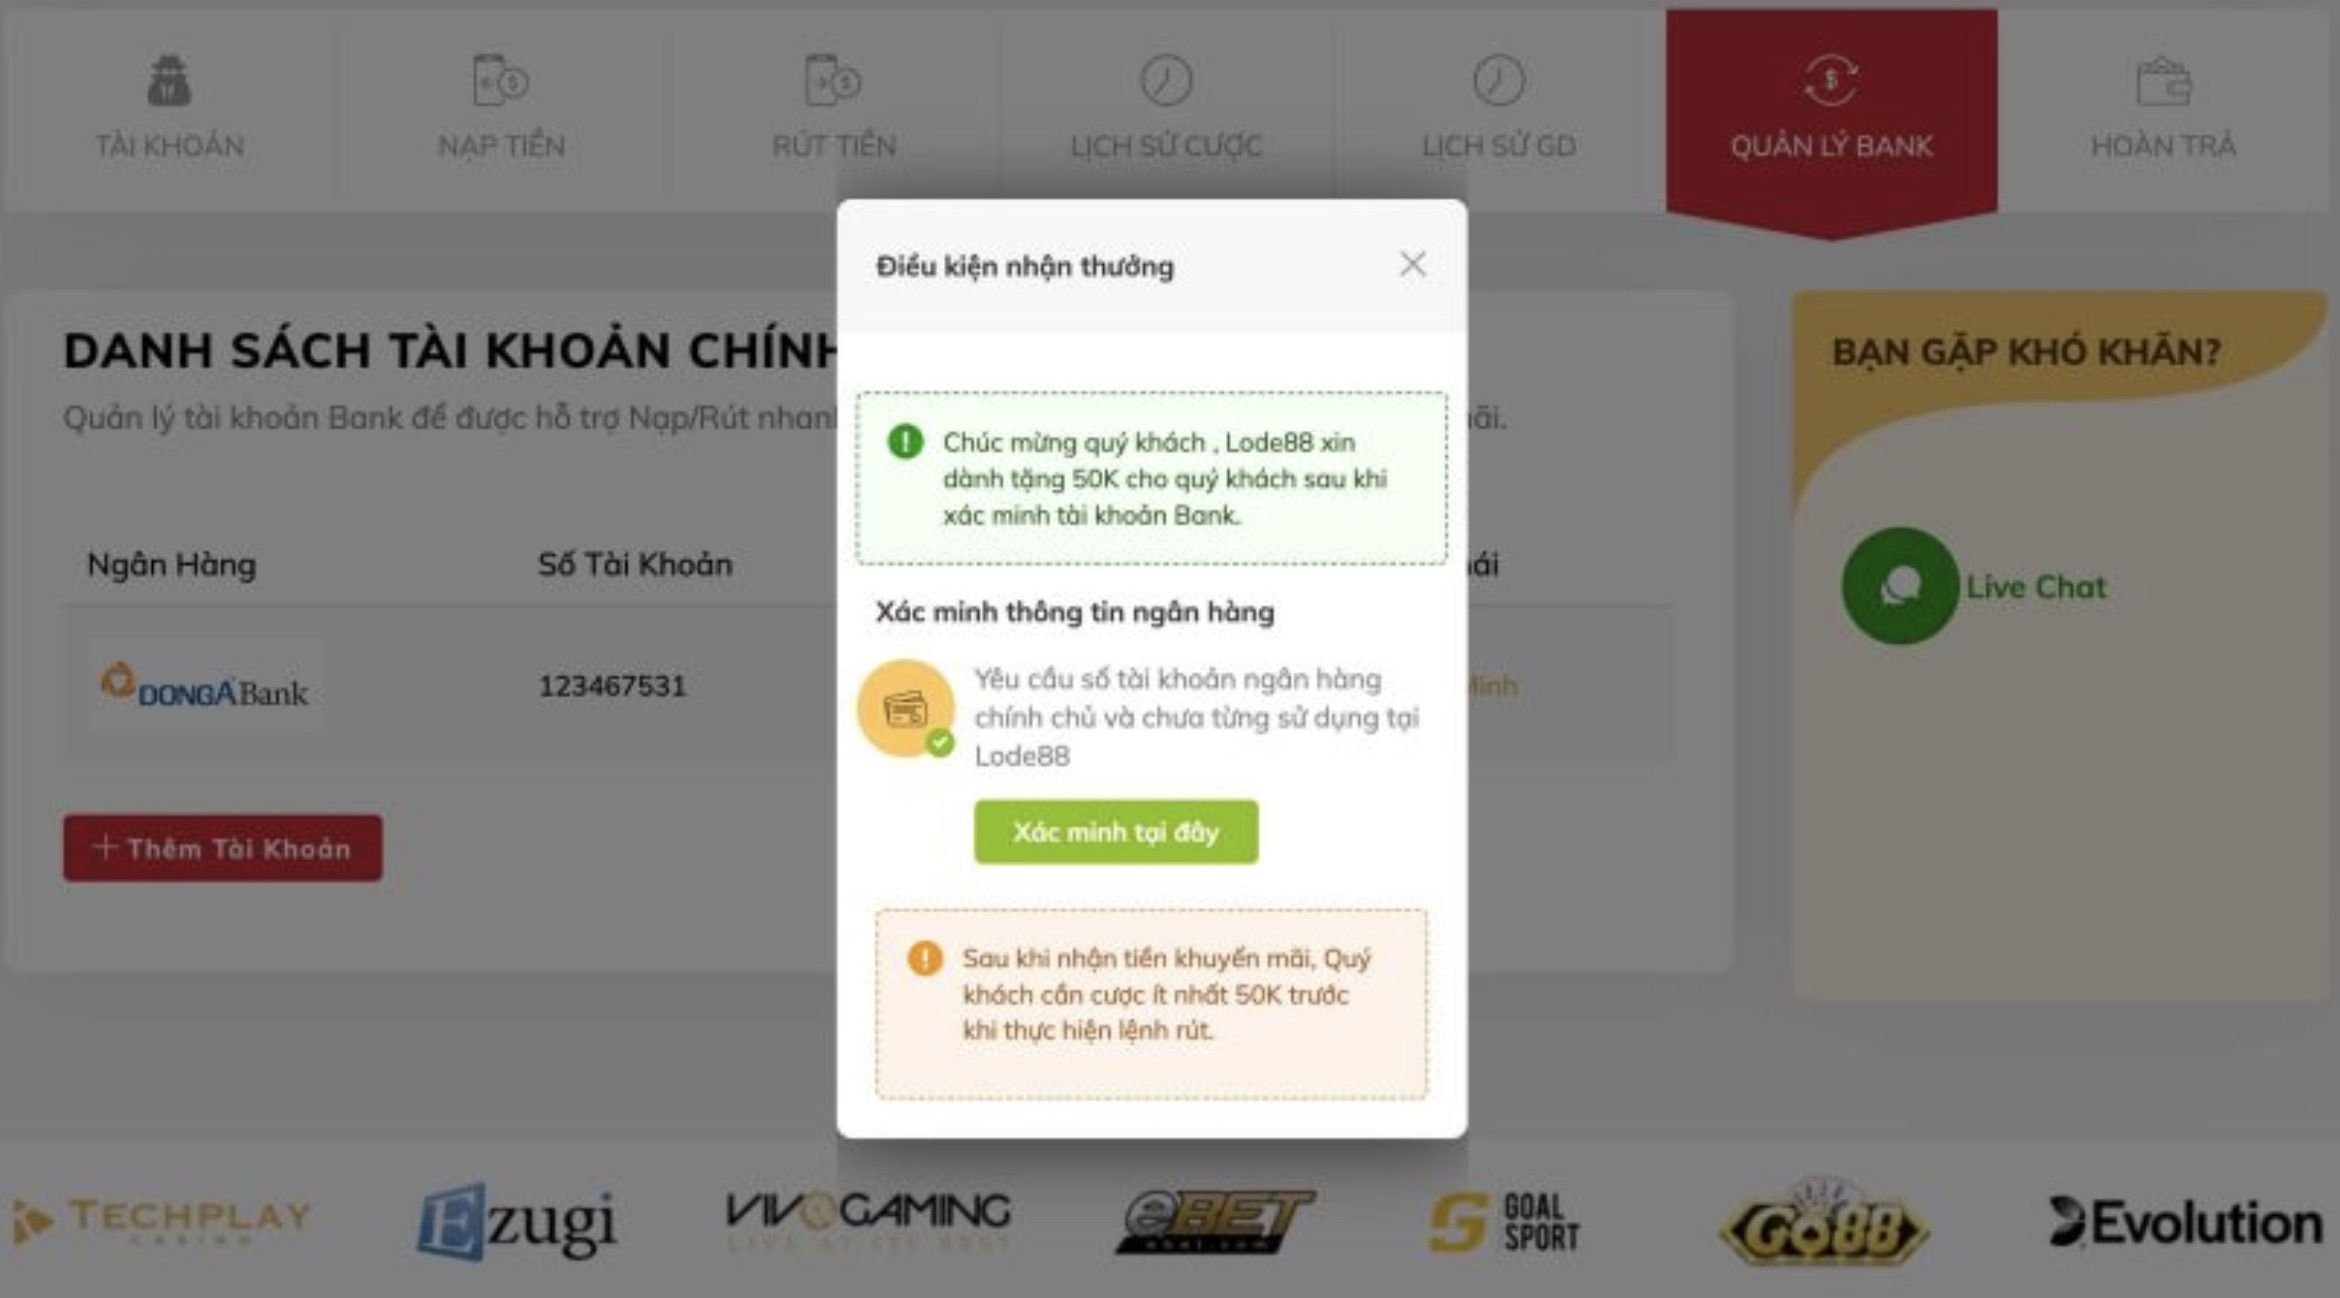 TÀI KHOẢN
NẠP TIỀN
RÚT TIỀN
LỊCH SỬ CƯỢC
LỊCH SỬ GD
QUẢN LÝ BANK
HOÀN TRẢ
Điều kiện nhận thưởng
DANH SÁCH TÀI KHOẢN CHÍNH
Quản lý tài khoản Bank để được hỗ trợ Nạp/Rút nhanh
ãi.
BẠN GẶP KHÓ KHĂN?
Chúc mừng quý khách , Lode88 xin
dành tặng 50K cho quý khách sau khi
xác minh tài khoản Bank.
Ngân Hàng
Số Tài Khoản
ái
Live Chat
Xác minh thông tin ngân hàng
DONGA Bank
123467531
Minh
Yêu cầu số tài khoản ngân hàng
chính chủ và chưa từng sử dụng tại
Lode88
Xác minh tại đây
+ Thêm Tài Khoản
Sau khi nhận tiền khuyến mãi, Quý
khách cần cược ít nhất 50K trước
khi thực hiện lệnh rút.
TECHPLAY
CASINO
Ezugi
VIVOGAMING
eBET
GOAL
SPORT
GO88
Evolution